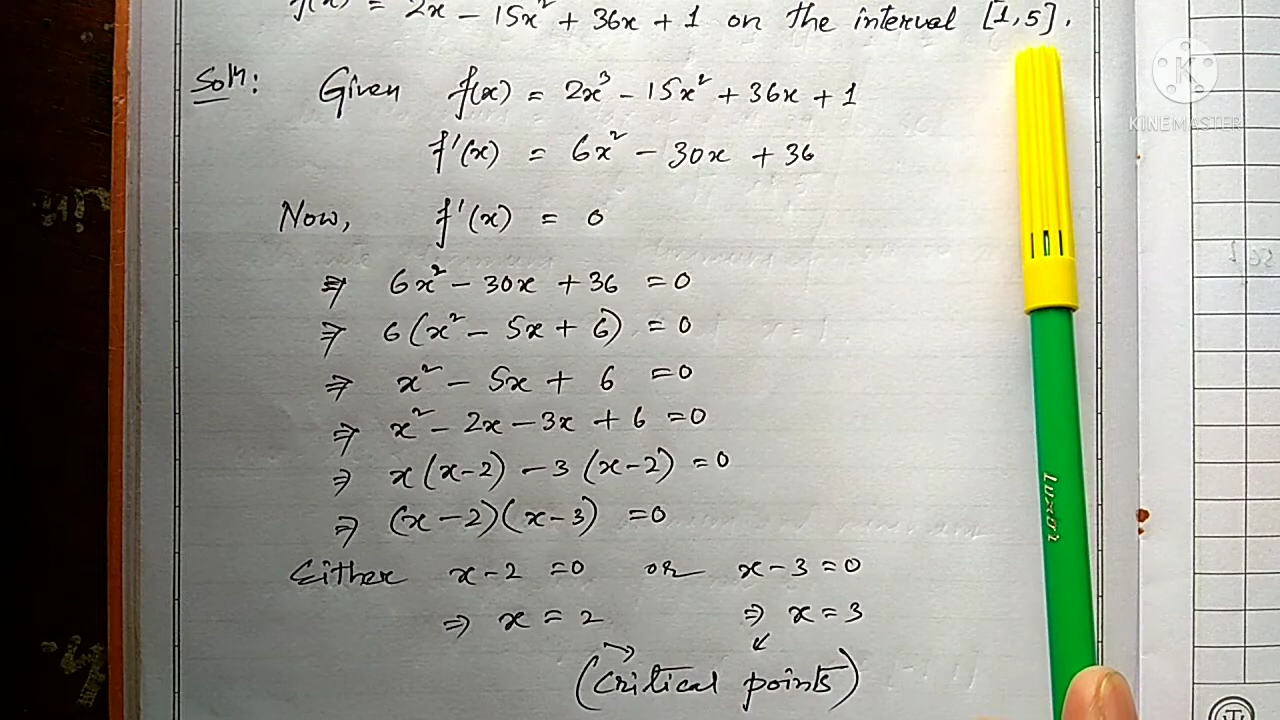 f(x) = 2x - 15x² + 36x + 1 on the interval [1,5].
Solⁿ: Given f(x) = 2x³ - 15x² + 36x + 1
f'(x) = 6x² - 30x + 36
Now, f'(x) = 0
⇒ 6x² - 30x + 36 = 0
⇒ 6(x² - 5x + 6) = 0
⇒ x² - 5x + 6 = 0
⇒ x² - 2x - 3x + 6 = 0
⇒ x(x-2) - 3(x-2) = 0
⇒ (x-2)(x-3) = 0
Either x-2 = 0 or x-3 = 0
⇒ x = 2 ⇒ x = 3
(Critical points)
KINEMASTER
Luxor